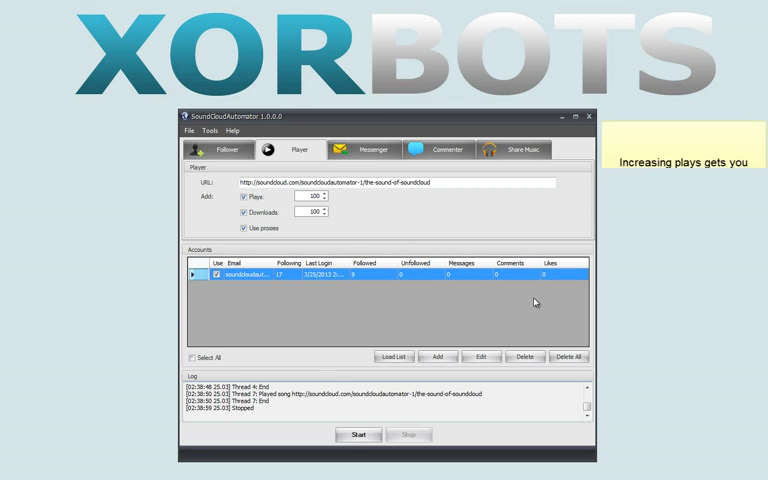 XORBOTS
SoundCloudAutomator 1.0.0.0
File Tools Help
Follower Player Messenger Commenter Share Music
Increasing plays gets you
Player
URL: http://soundcloud.com/soundcloudautomator-1/the-sound-of-soundcloud
Add: Plays: 100
Downloads: 100
Use proxies
Accounts
Use Email Following Last Login Followed Unfollowed Messages Comments Likes
soundcloudaut... 17 3/25/2013 2:... 9 0 0 0 0
Select All Load List Add Edit Delete Delete All
Log
[02:38:48 25.03] Thread 4: End
[02:38:50 25.03] Thread 7: Played song http://soundcloud.com/soundcloudautomator-1/the-sound-of-soundcloud
[02:38:50 25.03] Thread 7: End
[02:38:59 25.03] Stopped
Start Stop